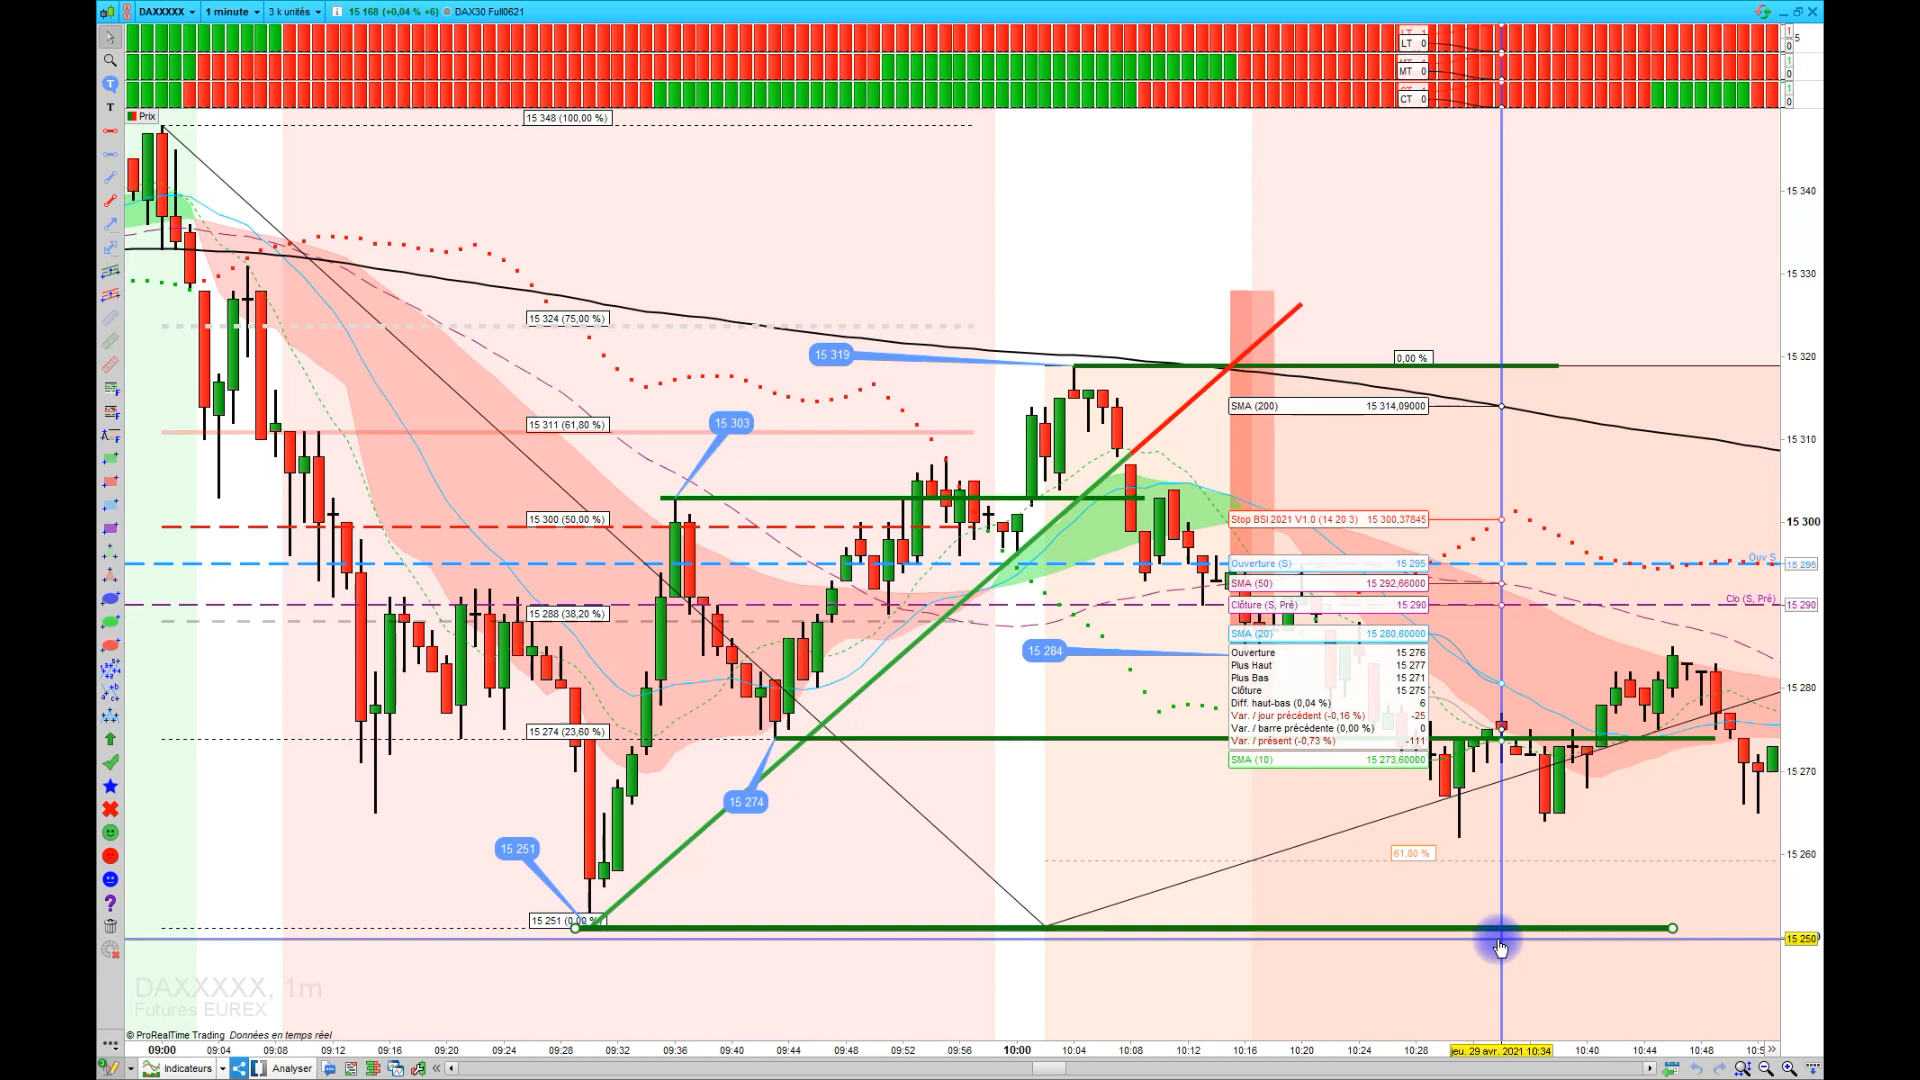 DAXXXXX 1 minute 3 k unités 15 168 (+0,04 % +6) DAX30 Full0621
LT 0
MT 0
CT 0
Prix
15 348 (100,00 %)
15 340
15 330
15 324 (75,00 %)
15 319
0,00 %
15 320
SMA (200) 15 314,09000
15 303
15 311 (61,80 %)
15 310
15 300 (50,00 %)
Stop BSI 2021 V1.0 (14 20 3) 15 300,37845
15 300
Ouv S
Ouverture (S) 15 295
15 295
SMA (50) 15 292,66000
Clôture (S, Pré) 15 290
Clo (S, Pré)
15 290
15 288 (38,20 %)
SMA (20) 15 280,60000
15 284
Ouverture 15 276
Plus Haut 15 277
Plus Bas 15 271
Clôture 15 275
Diff. haut-bas (0,04 %) 6
Var. / jour précédent (-0,16 %) -25
Var. / barre précédente (0,00 %) 0
Var. / présent (-0,73 %) -111
SMA (10) 15 273,60000
15 280
15 274 (23,60 %)
15 270
15 274
15 251
61,80 %
15 260
15 251 (0,00 %)
15 250
DAXXXXX, 1m
Futures EUREX
© ProRealTime Trading Données en temps réel
09:00 09:04 09:08 09:12 09:16 09:20 09:24 09:28 09:32 09:36 09:40 09:44 09:48 09:52 09:56 10:00 10:04 10:08 10:12 10:16 10:20 10:24 10:28 jeu. 29 avr. 2021 10:34 10:40 10:44 10:48
Indicateurs Analyser